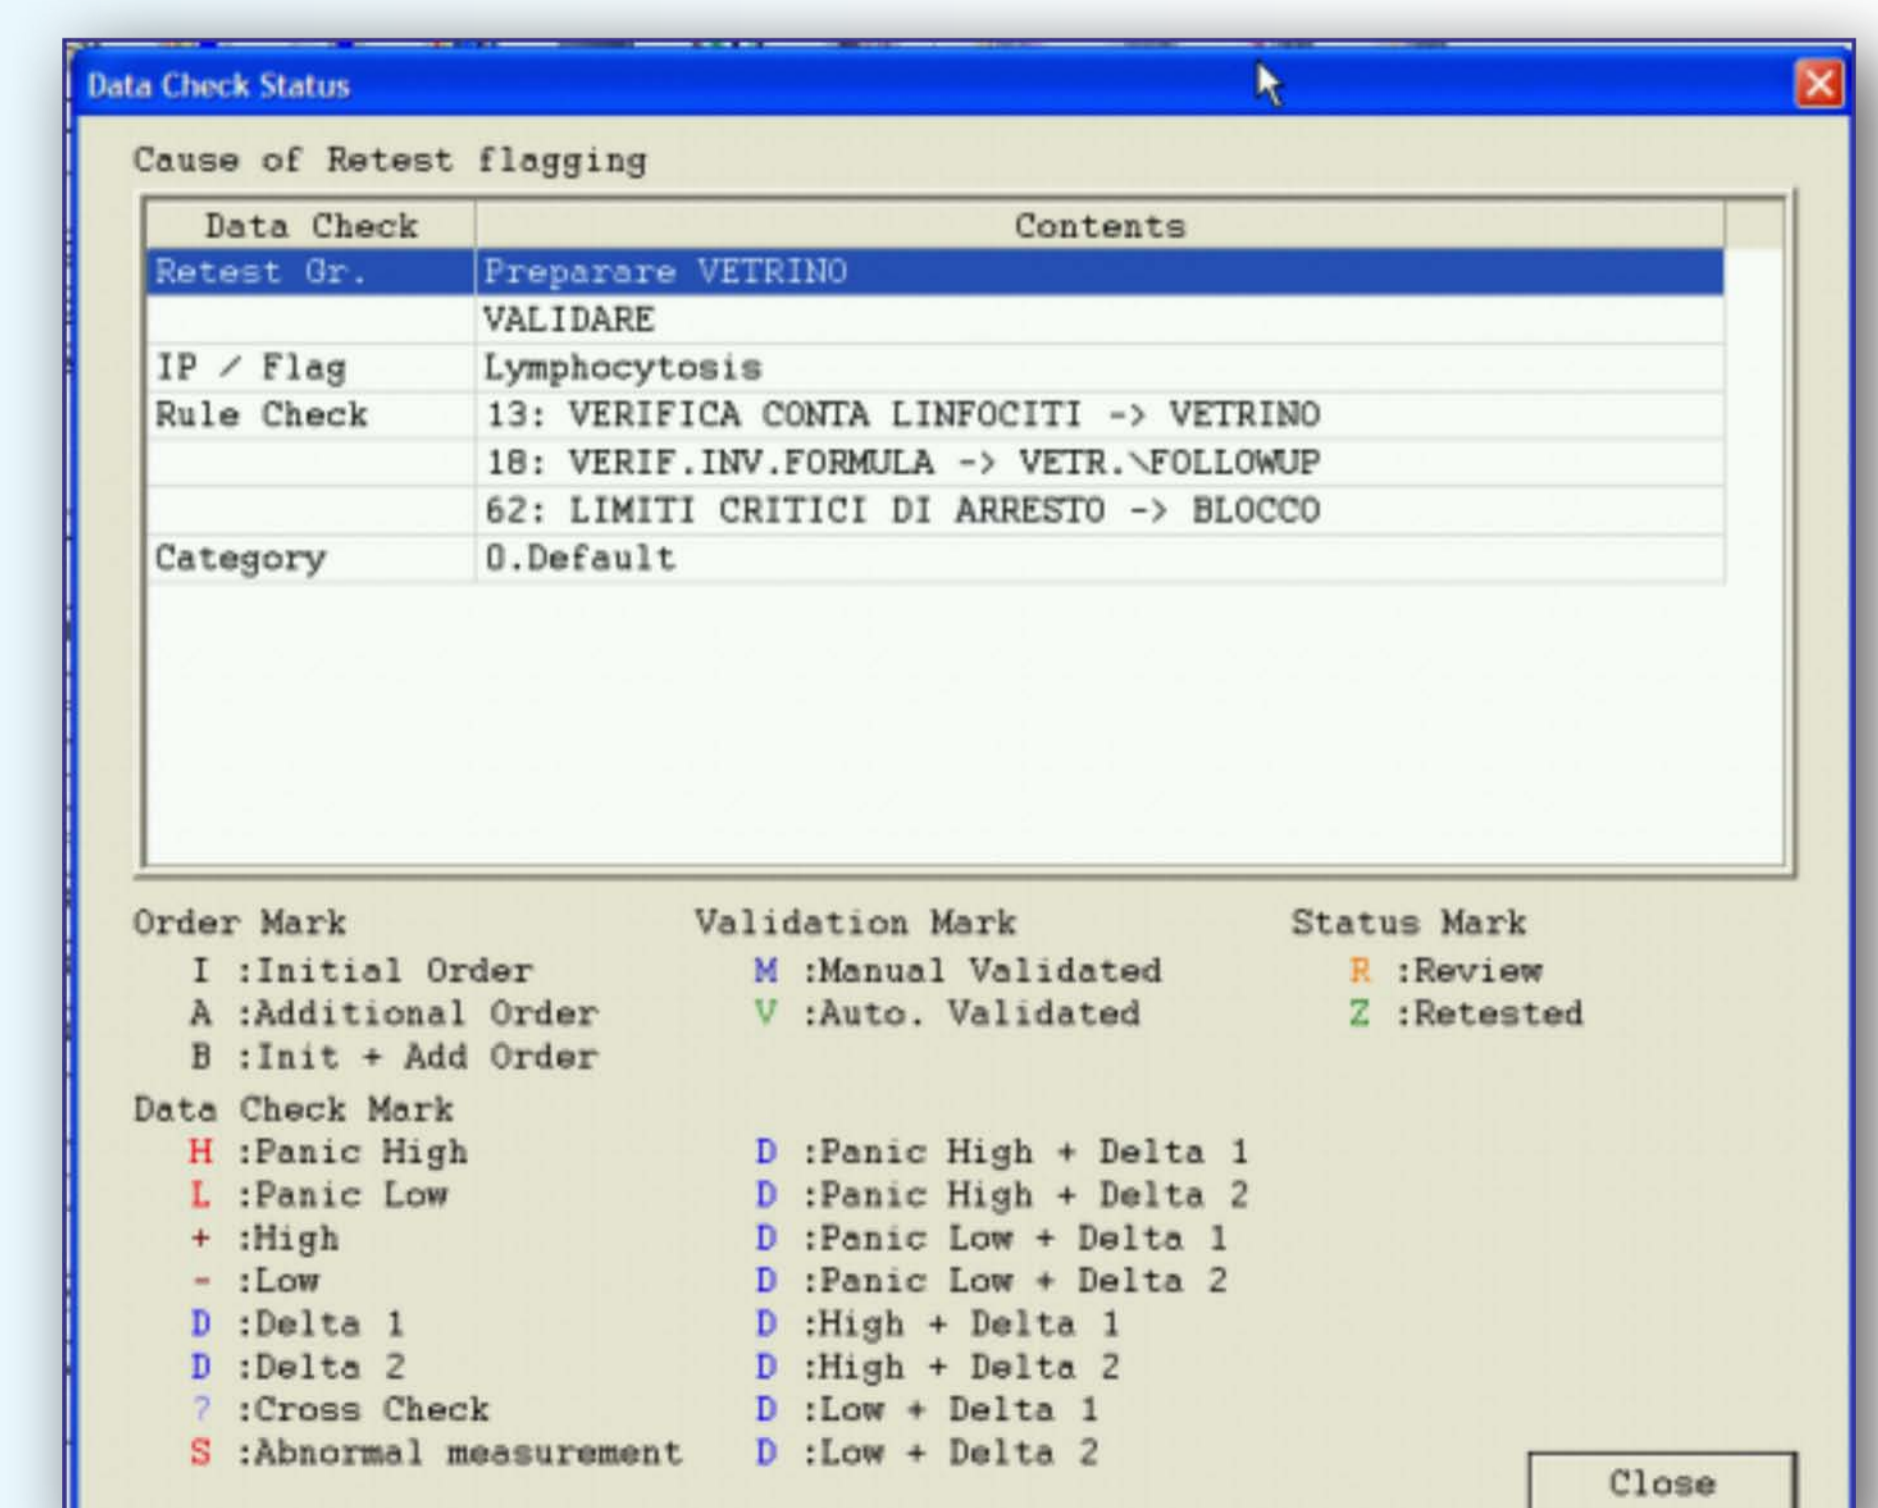 Data Check Status
Cause of Retest flagging
Data Check Contents
Retest Gr. Preparare VETRINO
VALIDARE
IP / Flag Lymphocytosis
Rule Check 13: VERIFICA CONTA LINFOCITI -> VETRINO
18: VERIF.INV.FORMULA -> VETR.\FOLLOWUP
62: LIMITI CRITICI DI ARRESTO -> BLOCCO
Category 0.Default
Order Mark Validation Mark Status Mark
I :Initial Order M :Manual Validated R :Review
A :Additional Order V :Auto. Validated Z :Retested
B :Init + Add Order
Data Check Mark
H :Panic High D :Panic High + Delta 1
L :Panic Low D :Panic High + Delta 2
+ :High D :Panic Low + Delta 1
- :Low D :Panic Low + Delta 2
D :Delta 1 D :High + Delta 1
D :Delta 2 D :High + Delta 2
? :Cross Check D :Low + Delta 1
S :Abnormal measurement D :Low + Delta 2
Close